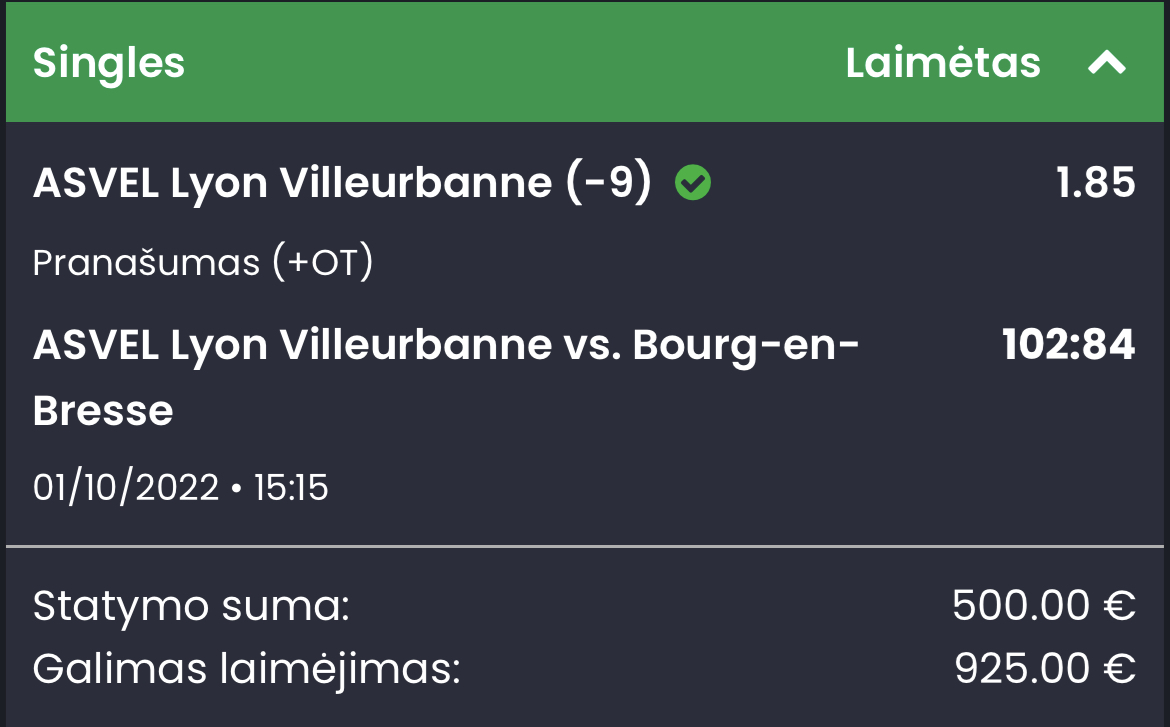 Singles Laimėtas
ASVEL Lyon Villeurbanne (-9) 1.85
Pranašumas (+OT)
ASVEL Lyon Villeurbanne vs. Bourg-en- 102:84
Bresse
01/10/2022 • 15:15
Statymo suma: 500.00 €
Galimas laimėjimas: 925.00 €